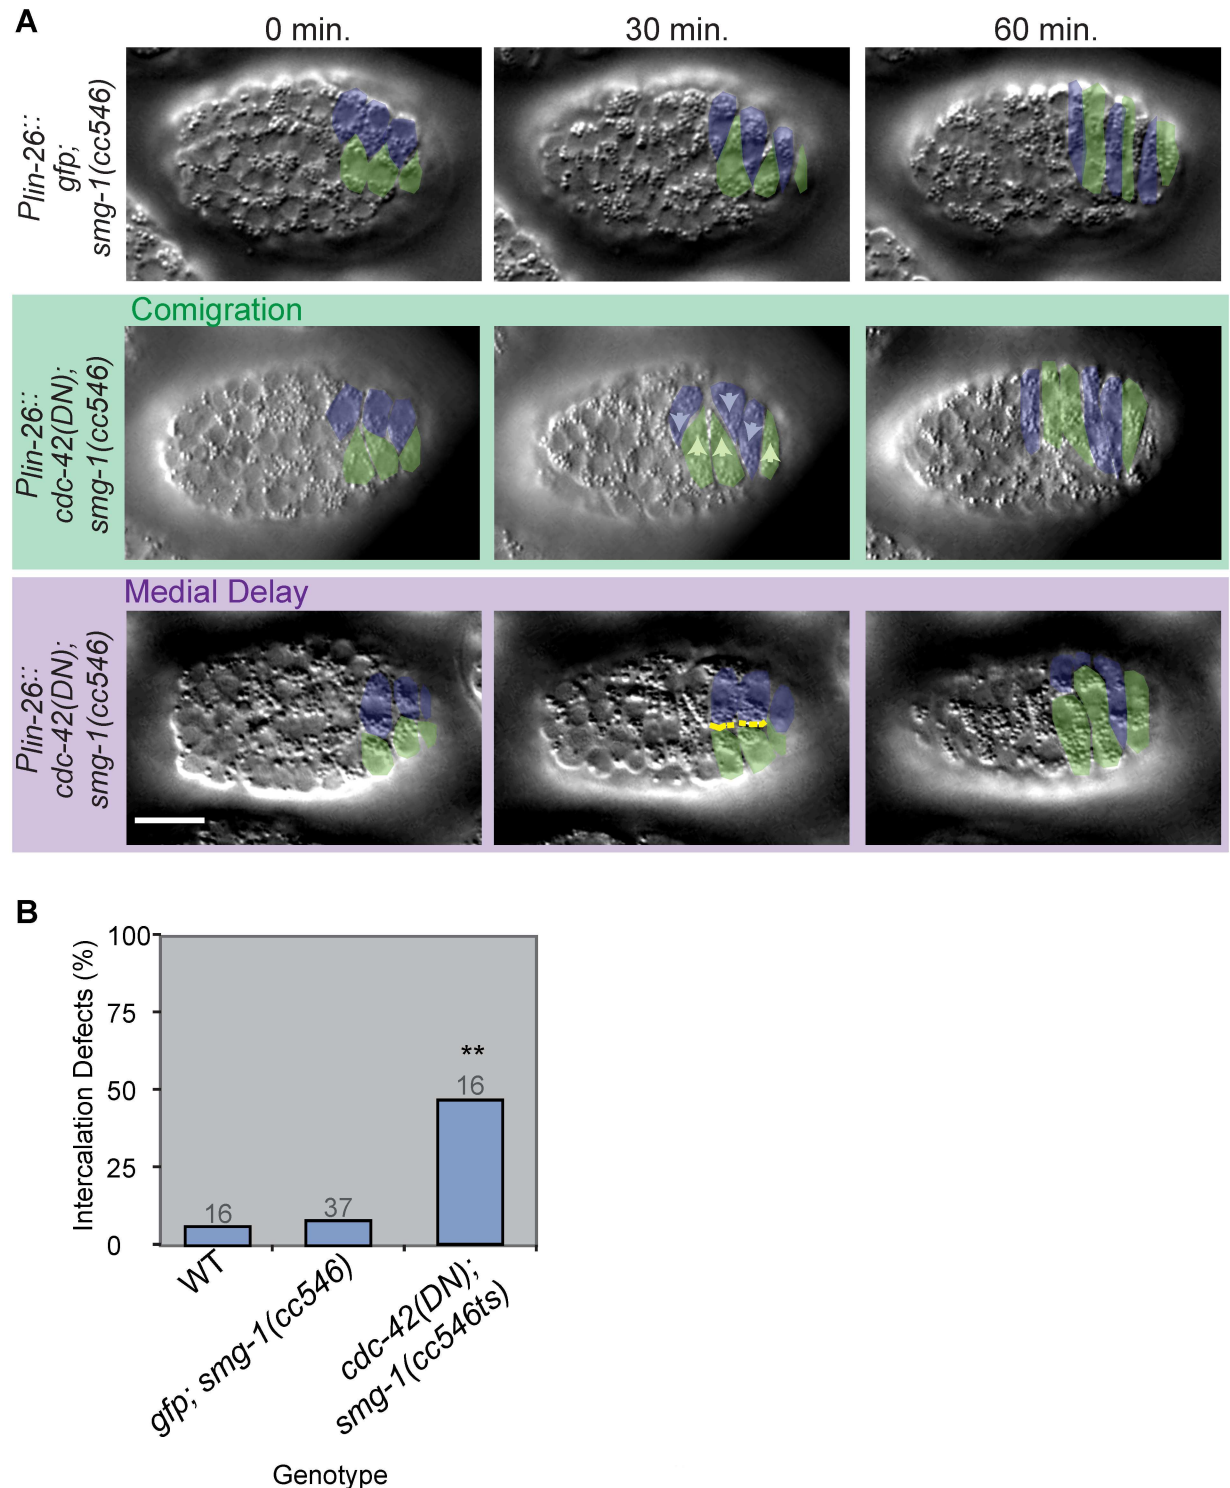 A
0 min.
30 min.
60 min.
Plin-26::
gfp;
smg-1(cc546)
Comigration
Plin-26::
cdc-42(DN);
smg-1(cc546)
Medial Delay
Plin-26::
cdc-42(DN);
smg-1(cc546)
B
Intercalation Defects (%)
100
75
50
25
0
16
37
**
16
WT
gfp; smg-1(cc546)
cdc-42(DN);
smg-1(cc546ts)
Genotype